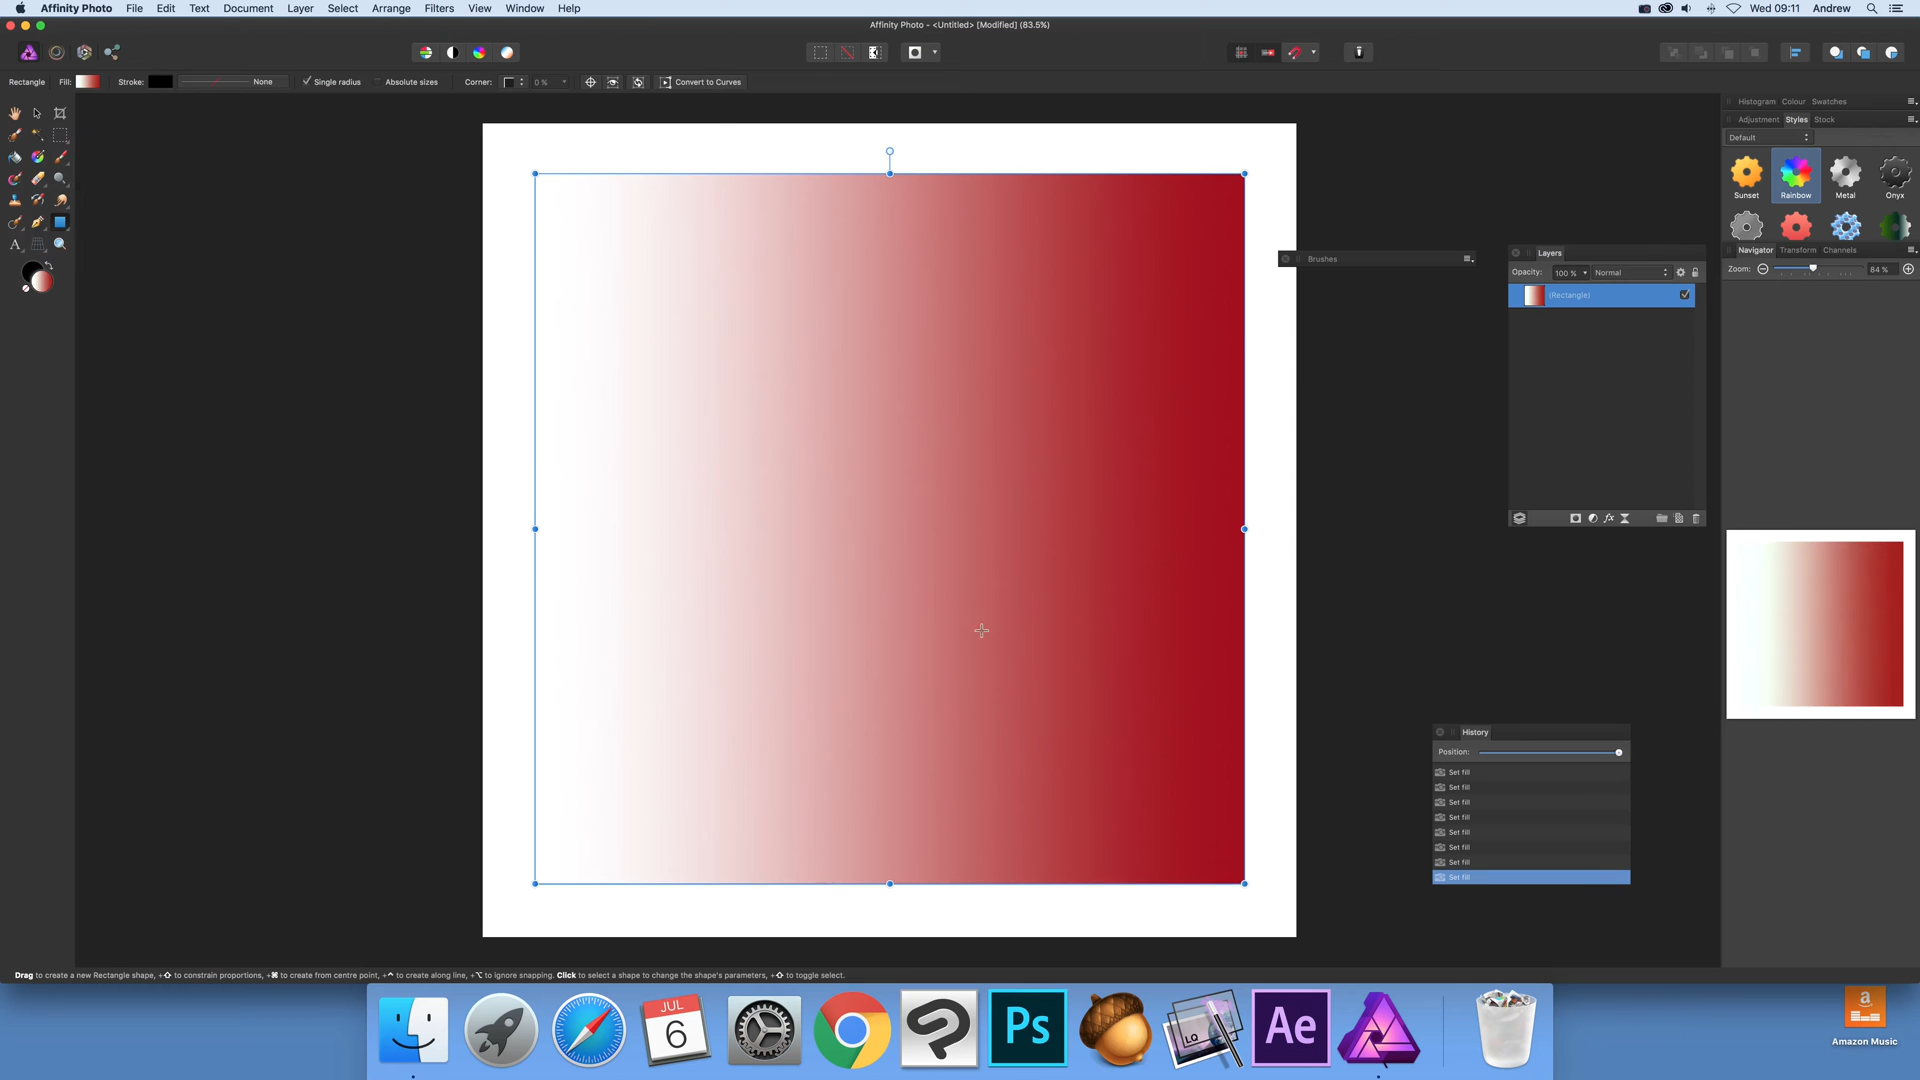 Affinity Photo File Edit Text Document Layer Select Arrange Filters View Window Help Wed 09:11 Andrew
Affinity Photo - <Untitled> [Modified] (83.5%)
Rectangle Fill: Stroke: None Single radius Absolute sizes Corner: 0 % Convert to Curves
Histogram Colour Swatches
Adjustment Styles Stock
Default
Sunset Rainbow Metal Onyx
Navigator Transform Channels
Zoom: 84 %
Brushes
Layers
Opacity: 100 % Normal
(Rectangle)
fx
A
History
Position:
Set fill
Set fill
Set fill
Set fill
Set fill
Set fill
Set fill
Set fill
Drag to create a new Rectangle shape, +⇧ to constrain proportions, +⌘ to create from centre point, +⌃ to create along line, +⌥ to ignore snapping. Click to select a shape to change the shape's parameters, +⇧ to toggle select.
JUL
6
Ps
LQ
Ae
a
Amazon Music